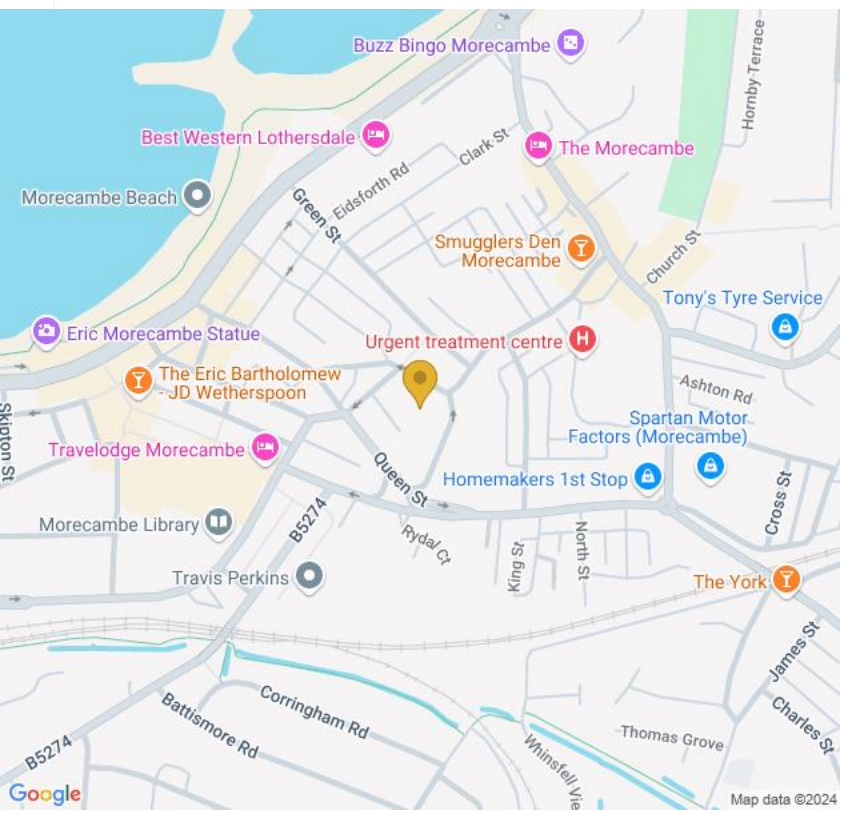 Buzz Bingo Morecambe
Hornby Terrace
Best Western Lothersdale
Clark St
The Morecambe
Eidsforth Rd
Morecambe Beach
Green St
Smugglers Den
Morecambe
Church St
Tony's Tyre Service
Eric Morecambe Statue
Urgent treatment centre
H
The Eric Bartholomew
- JD Wetherspoon
Ashton Rd
Skipton St
Spartan Motor
Factors (Morecambe)
Travelodge Morecambe
Queen St
Homemakers 1st Stop
Cross St
Morecambe Library
B5274
Rydal Ct
King St
North St
Travis Perkins
The York
James St
Corringham Rd
Battismore Rd
Charles St
Thomas Grove
Whinsfell Vie
B5274
Google
Map data ©2024